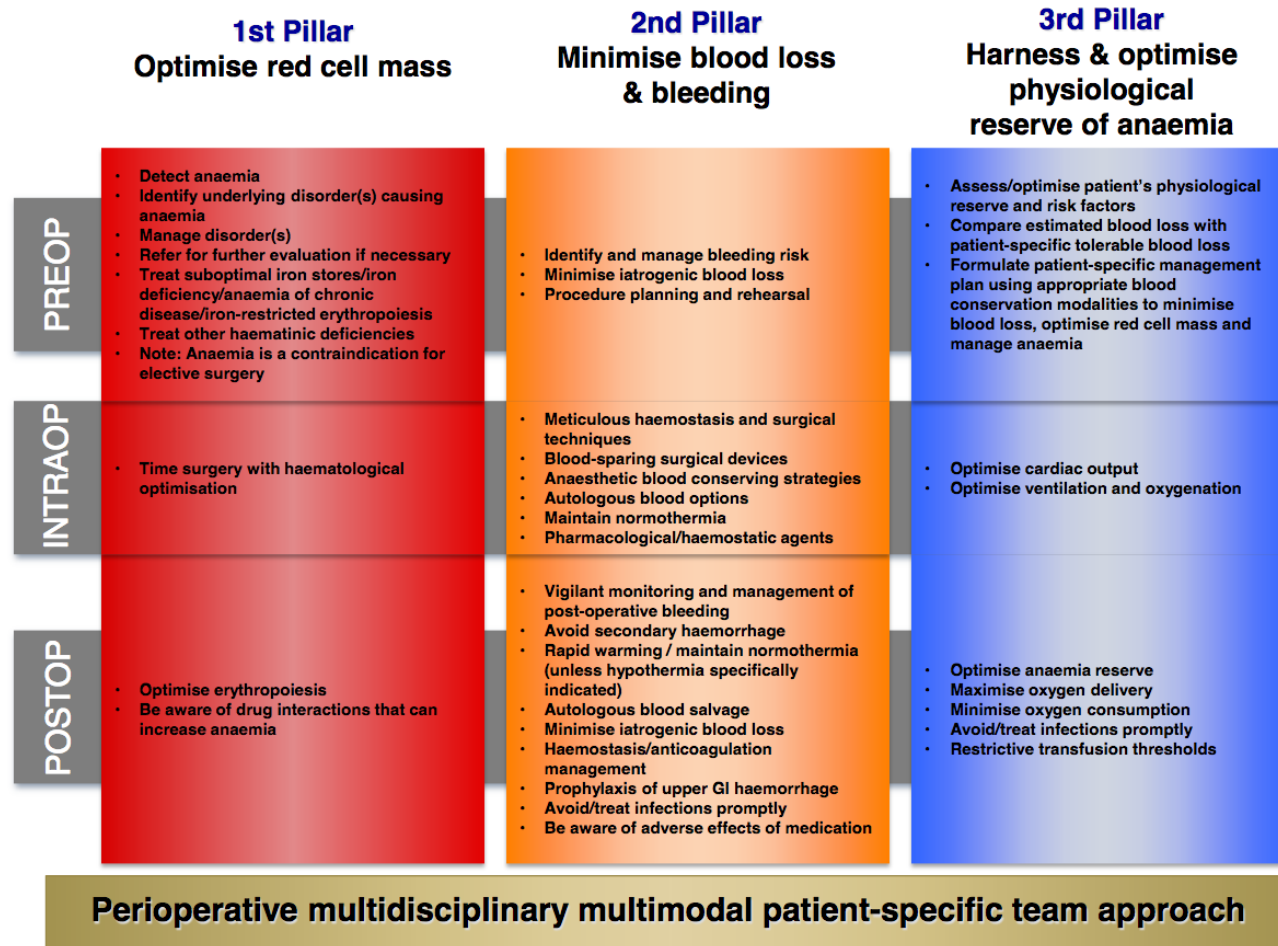 1st Pillar
Optimise red cell mass
2nd Pillar
Minimise blood loss
& bleeding
3rd Pillar
Harness & optimise
physiological
reserve of anaemia
PREOP
• Detect anaemia
• Identify underlying disorder(s) causing
anaemia
• Manage disorder(s)
• Refer for further evaluation if necessary
• Treat suboptimal iron stores/iron
deficiency/anaemia of chronic
disease/iron-restricted erythropoiesis
• Treat other haematinic deficiencies
• Note: Anaemia is a contraindication for
elective surgery
• Identify and manage bleeding risk
• Minimise iatrogenic blood loss
• Procedure planning and rehearsal
• Assess/optimise patient's physiological
reserve and risk factors
• Compare estimated blood loss with
patient-specific tolerable blood loss
• Formulate patient-specific management
plan using appropriate blood
conservation modalities to minimise
blood loss, optimise red cell mass and
manage anaemia
INTRAOP
• Time surgery with haematological
optimisation
• Meticulous haemostasis and surgical
techniques
• Blood-sparing surgical devices
• Anaesthetic blood conserving strategies
• Autologous blood options
• Maintain normothermia
• Pharmacological/haemostatic agents
• Optimise cardiac output
• Optimise ventilation and oxygenation
POSTOP
• Optimise erythropoiesis
• Be aware of drug interactions that can
increase anaemia
• Vigilant monitoring and management of
post-operative bleeding
• Avoid secondary haemorrhage
• Rapid warming / maintain normothermia
(unless hypothermia specifically
indicated)
• Autologous blood salvage
• Minimise iatrogenic blood loss
• Haemostasis/anticoagulation
management
• Prophylaxis of upper GI haemorrhage
• Avoid/treat infections promptly
• Be aware of adverse effects of medication
• Optimise anaemia reserve
• Maximise oxygen delivery
• Minimise oxygen consumption
• Avoid/treat infections promptly
• Restrictive transfusion thresholds
Perioperative multidisciplinary multimodal patient-specific team approach